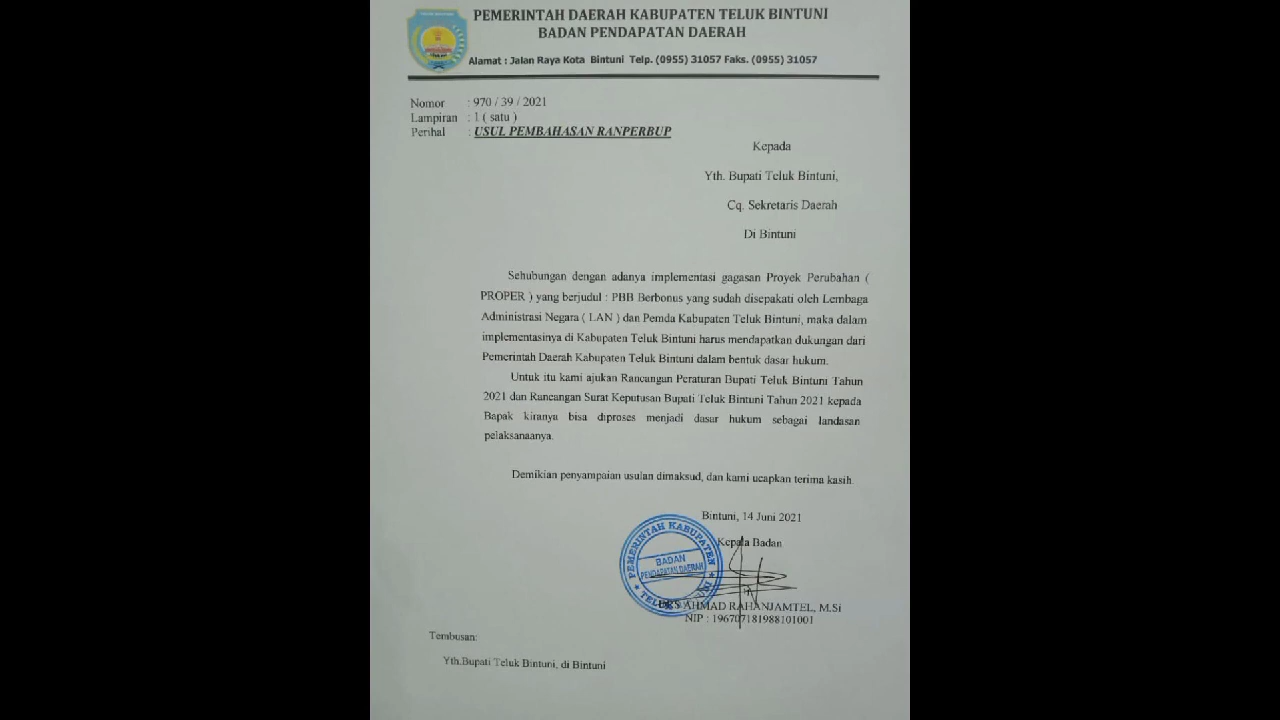 PEMERINTAH DAERAH KABUPATEN TELUK BINTUNI
BADAN PENDAPATAN DAERAH
Alamat : Jalan Raya Kota Bintuni Telp. (0955) 31057 Faks. (0955) 31057
Nomor : 970 / 39 / 2021
Lampiran : 1 ( satu )
Perihal : USUL PEMBAHASAN RANPERBUP
Kepada
Yth. Bupati Teluk Bintuni,
Cq. Sekretaris Daerah
Di Bintuni
Sehubungan dengan adanya implementasi gagasan Proyek Perubahan (
PROPER ) yang berjudul : PBB Berbonus yang sudah disepakati oleh Lembaga
Administrasi Negara ( LAN ) dan Pemda Kabupaten Teluk Bintuni, maka dalam
implementasinya di Kabupaten Teluk Bintuni harus mendapatkan dukungan dari
Pemerintah Daerah Kabupaten Teluk Bintuni dalam bentuk dasar hukum.
Untuk itu kami ajukan Rancangan Peraturan Bupati Teluk Bintuni Tahun
2021 dan Rancangan Surat Keputusan Bupati Teluk Bintuni Tahun 2021 kepada
Bapak kiranya bisa diproses menjadi dasar hukum sebagai landasan
pelaksanaanya.
Demikian penyampaian usulan dimaksud, dan kami ucapkan terima kasih.
Bintuni, 14 Juni 2021
Kepala Badan
PEMERINTAH KABUPATEN
BADAN
PENDAPATAN DAERAH
DRS AHMAD RAHANJAMTEL, M.Si
NIP : 196707181988101001
Tembusan:
Yth.Bupati Teluk Bintuni, di Bintuni